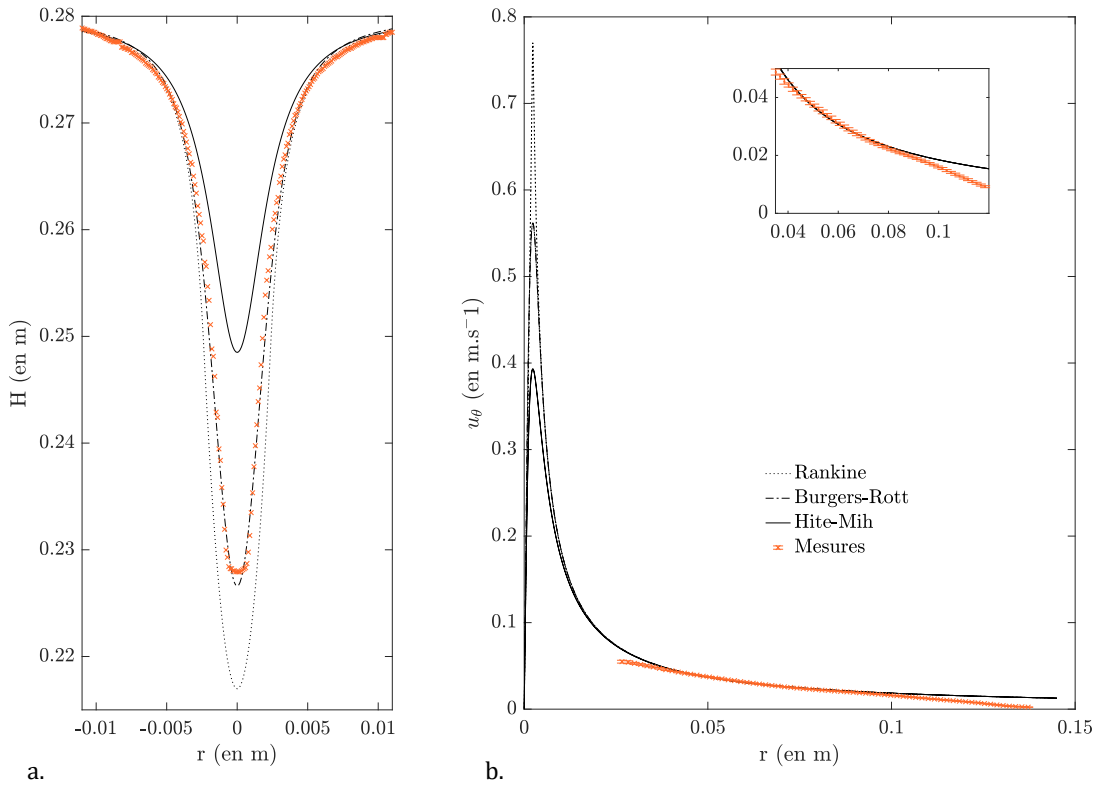 0.28
0.27
0.26
0.25
0.24
0.23
0.22
H (en m)
-0.01 -0.005 0 0.005 0.01
r (en m)
a.
0.8
0.7
0.6
0.5
0.4
0.3
0.2
0.1
0
u_θ (en m.s⁻¹)
0 0.05 0.1 0.15
r (en m)
b.
0.04
0.02
0
0.04 0.06 0.08 0.1
Rankine
Burgers-Rott
Hite-Mih
Mesures